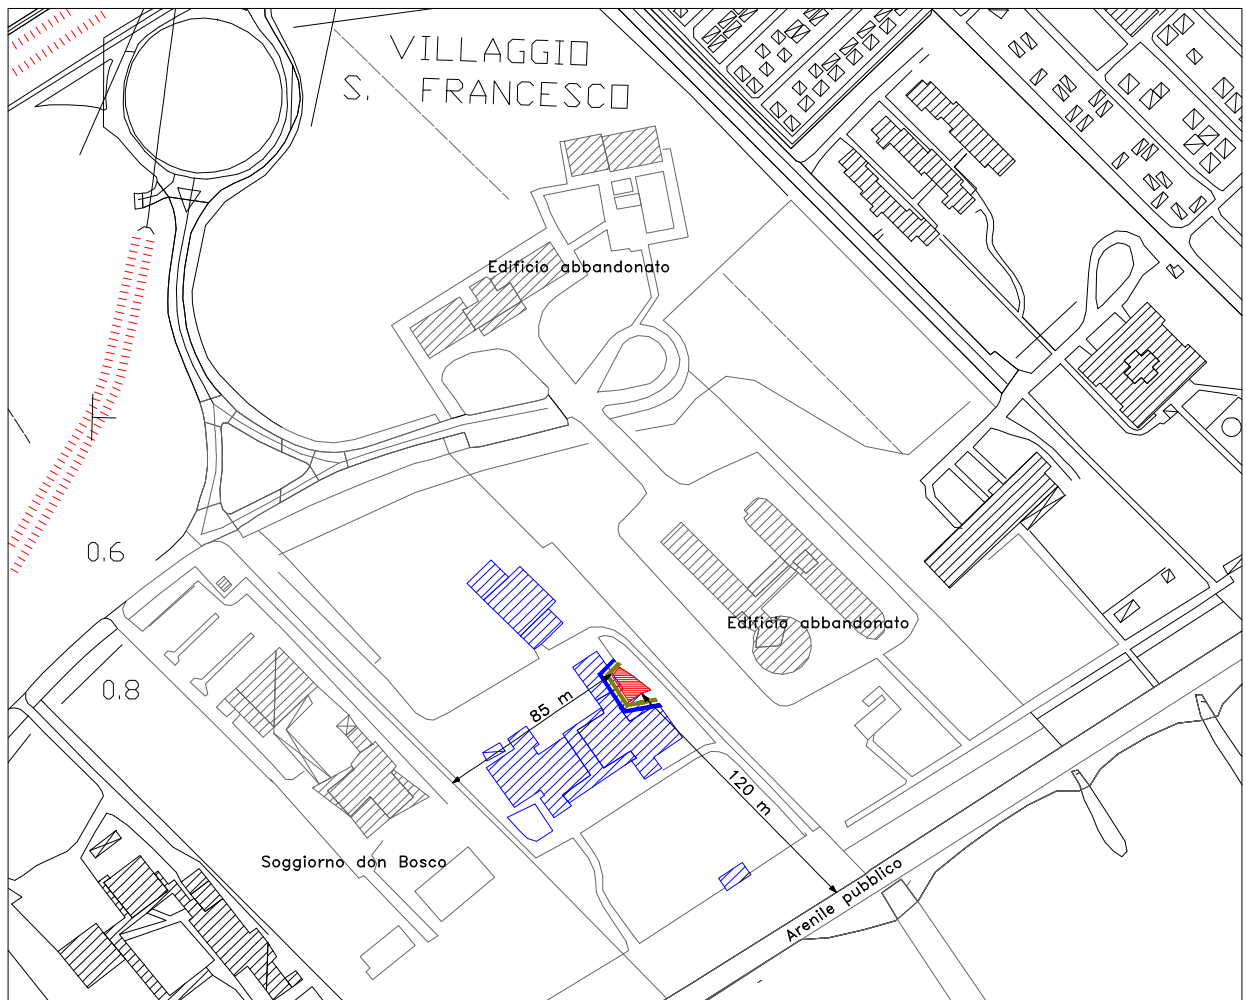 VILLAGGIO
S. FRANCESCO
Edificio abbandonato
0.6
Edificio abbandonato
0.8
85 m
120 m
Soggiorno don Bosco
Arenile pubblico